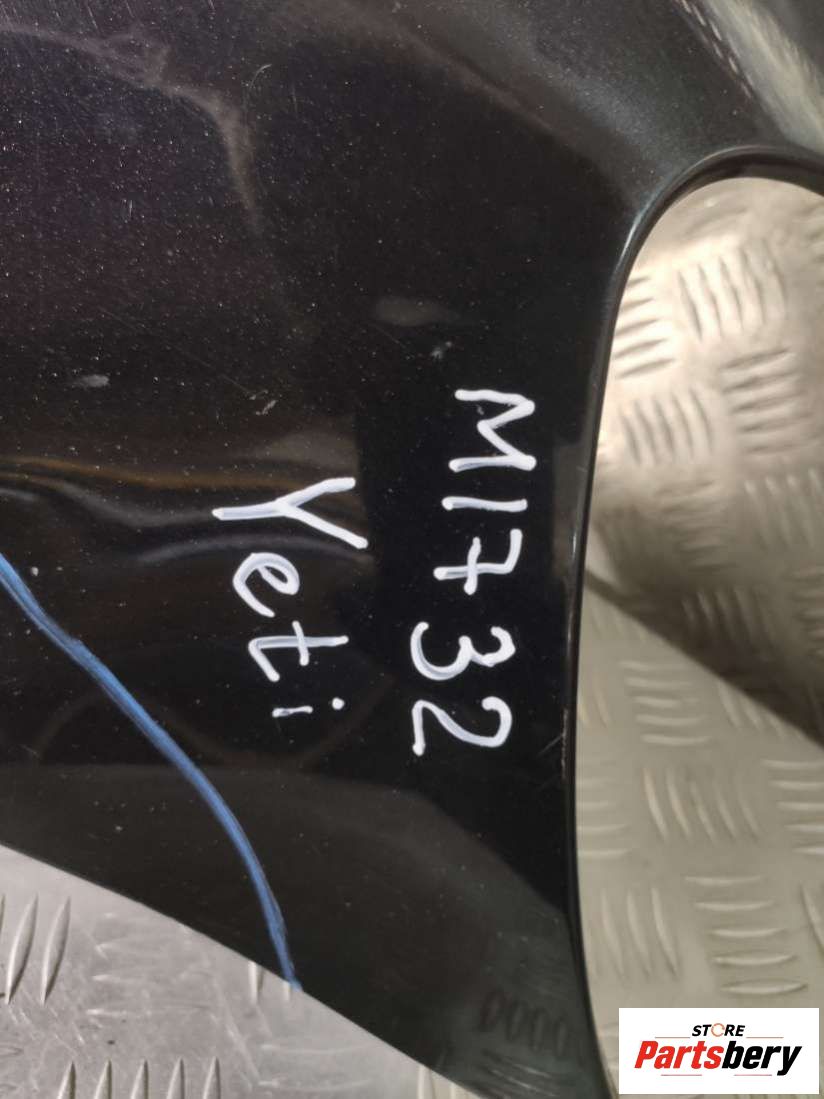 M1732
Yeti
STORE
Partsbery